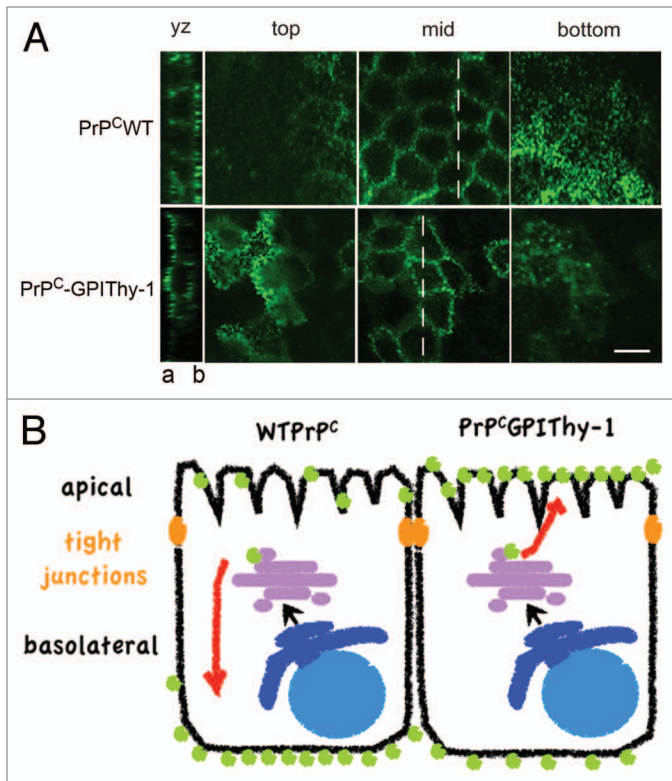 A
yz top mid bottom
PrPᶜWT
PrPᶜ-GPIThy-1
a b
B
WTPrPᶜ PrPᶜGPIThy-1
apical
tight
junctions
basolateral